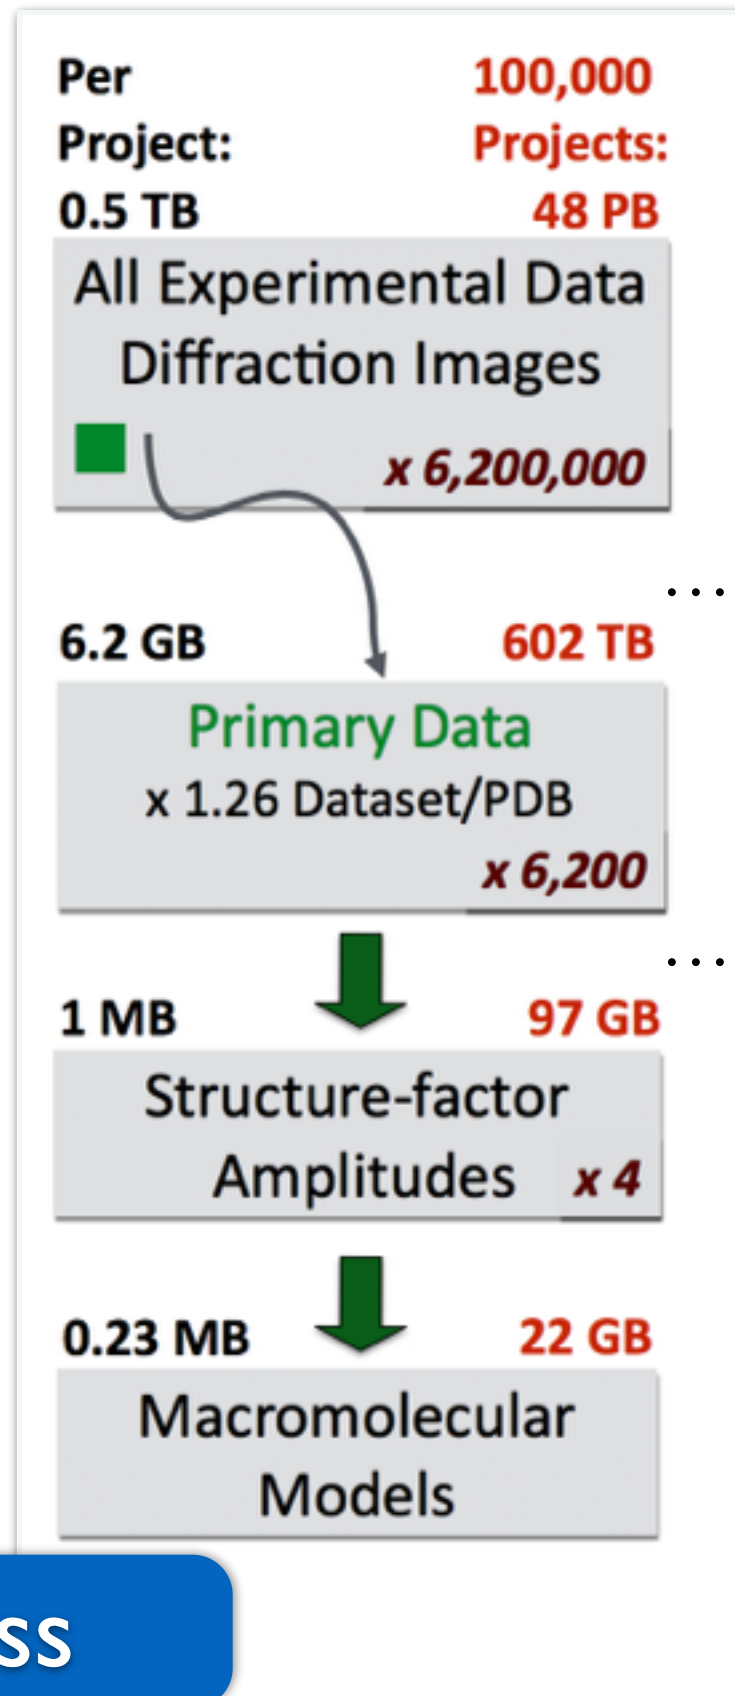 Per 100,000
Project: Projects:
0.5 TB 48 PB
All Experimental Data
Diffraction Images
x 6,200,000
...
6.2 GB 602 TB
Primary Data
x 1.26 Dataset/PDB
x 6,200
...
1 MB 97 GB
Structure-factor
Amplitudes x 4
0.23 MB 22 GB
Macromolecular
Models
ss